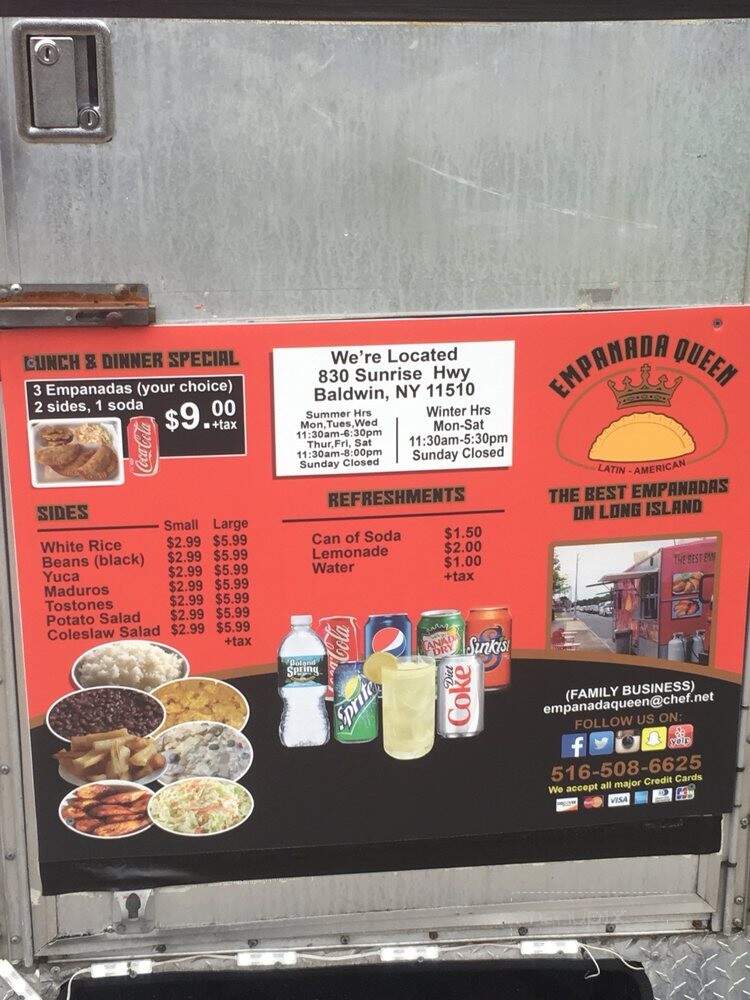 LUNCH & DINNER SPECIAL
3 Empanadas (your choice)
2 sides, 1 soda
$9.00
+tax
Coca-Cola
SIDES
Small Large
White Rice $2.99 $5.99
Beans (black) $2.99 $5.99
Yuca $2.99 $5.99
Maduros $2.99 $5.99
Tostones $2.99 $5.99
Potato Salad $2.99 $5.99
Coleslaw Salad $2.99 $5.99
+tax
We're Located
830 Sunrise Hwy
Baldwin, NY 11510
Summer Hrs
Mon,Tues,Wed
11:30am-6:30pm
Thur,Fri, Sat
11:30am-8:00pm
Sunday Closed
Winter Hrs
Mon-Sat
11:30am-5:30pm
Sunday Closed
REFRESHMENTS
Can of Soda $1.50
Lemonade $2.00
Water $1.00
+tax
Poland Spring
Coca-Cola
CANADA DRY
Sunkist
Sprite
Diet Coke
EMPANADA QUEEN
LATIN - AMERICAN
THE BEST EMPANADAS
ON LONG ISLAND
THE BEST EMP
(FAMILY BUSINESS)
empanadaqueen@chef.net
FOLLOW US ON:
f
yelp
516-508-6625
We accept all major Credit Cards
DISCOVER
VISA